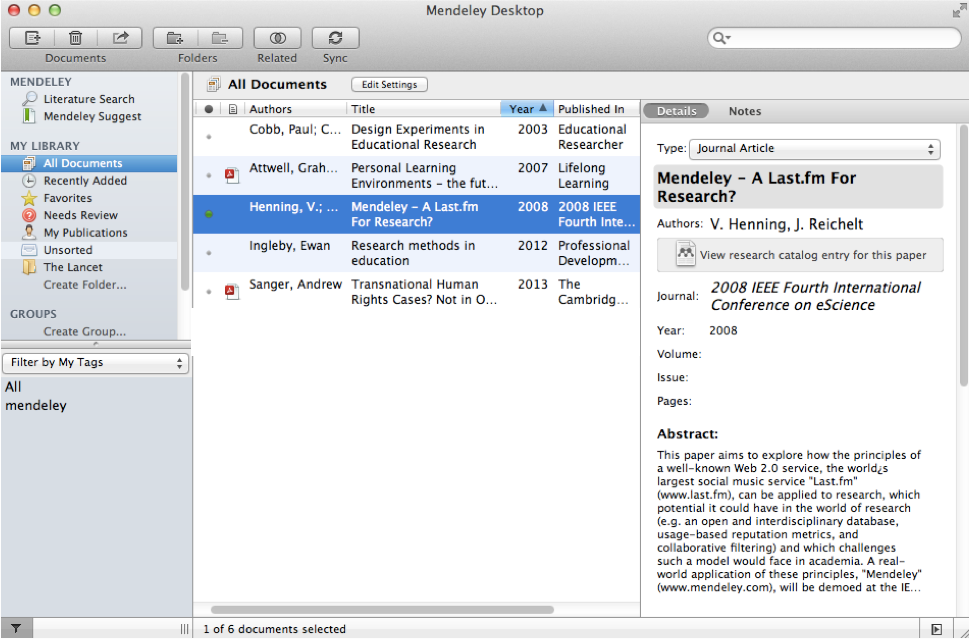 Mendeley Desktop
Documents
Folders
Related
Sync
MENDELEY
Literature Search
Mendeley Suggest
MY LIBRARY
All Documents
Recently Added
Favorites
Needs Review
My Publications
Unsorted
The Lancet
Create Folder...
GROUPS
Create Group...
Filter by My Tags
All
mendeley
All Documents
Edit Settings
Authors Title Year Published In
Cobb, Paul; C... Design Experiments in 2003 Educational
Educational Research Researcher
Attwell, Grah... Personal Learning 2007 Lifelong
Environments – the fut... Learning
Henning, V.; ... Mendeley – A Last.fm 2008 2008 IEEE
For Research? Fourth Inte...
Ingleby, Ewan Research methods in 2012 Professional
education Developm...
Sanger, Andrew Transnational Human 2013 The
Rights Cases? Not in O... Cambridg...
Details Notes
Type: Journal Article
Mendeley – A Last.fm For
Research?
Authors: V. Henning, J. Reichelt
View research catalog entry for this paper
Journal: 2008 IEEE Fourth International
Conference on eScience
Year: 2008
Volume:
Issue:
Pages:
Abstract:
This paper aims to explore how the principles of
a well-known Web 2.0 service, the world¿s
largest social music service "Last.fm"
(www.last.fm), can be applied to research, which
potential it could have in the world of research
(e.g. an open and interdisciplinary database,
usage-based reputation metrics, and
collaborative filtering) and which challenges
such a model would face in academia. A real-
world application of these principles, "Mendeley"
(www.mendeley.com), will be demoed at the IE...
1 of 6 documents selected